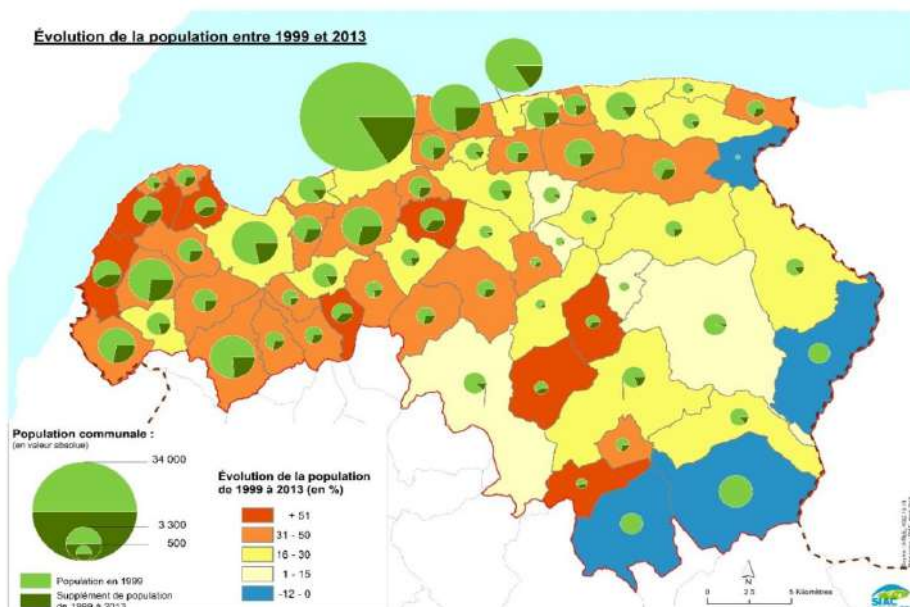 Évolution de la population entre 1999 et 2013
Population communale :
(en valeur absolue)
34 000
3 300
500
Population en 1999
Supplément de population
de 1999 à 2013
Évolution de la population
de 1999 à 2013 (en %)
+ 51
31 - 50
16 - 30
1 - 15
-12 - 0
N
0 2.5 5 Kilomètres
SIAC